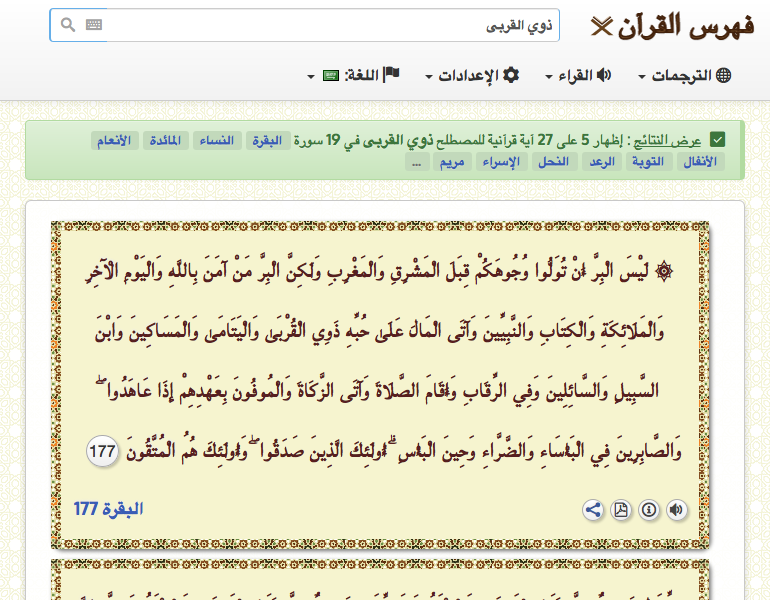 فهرس القرآن
ذوي القربى
الترجمات القراء الإعدادات اللغة:
عرض النتائج : إظهار 5 على 27 آية قرآنية للمصطلح ذوي القربى في 19 سورة البقرة النساء المائدة الأنعام
الأنفال التوبة الرعد النحل الإسراء مريم ...
۞ لَيْسَ الْبِرَّ أَنْ تُوَلُّوا وُجُوهَكُمْ قِبَلَ الْمَشْرِقِ وَالْمَغْرِبِ وَلَٰكِنَّ الْبِرَّ مَنْ آمَنَ بِاللَّهِ وَالْيَوْمِ الْآخِرِ
وَالْمَلَائِكَةِ وَالْكِتَابِ وَالنَّبِيِّينَ وَآتَى الْمَالَ عَلَىٰ حُبِّهِ ذَوِي الْقُرْبَىٰ وَالْيَتَامَىٰ وَالْمَسَاكِينَ وَابْنَ
السَّبِيلِ وَالسَّائِلِينَ وَفِي الرِّقَابِ وَأَقَامَ الصَّلَاةَ وَآتَى الزَّكَاةَ وَالْمُوفُونَ بِعَهْدِهِمْ إِذَا عَاهَدُوا ۖ
وَالصَّابِرِينَ فِي الْبَأْسَاءِ وَالضَّرَّاءِ وَحِينَ الْبَأْسِ ۗ أُولَٰئِكَ الَّذِينَ صَدَقُوا ۖ وَأُولَٰئِكَ هُمُ الْمُتَّقُونَ 177
البقرة 177